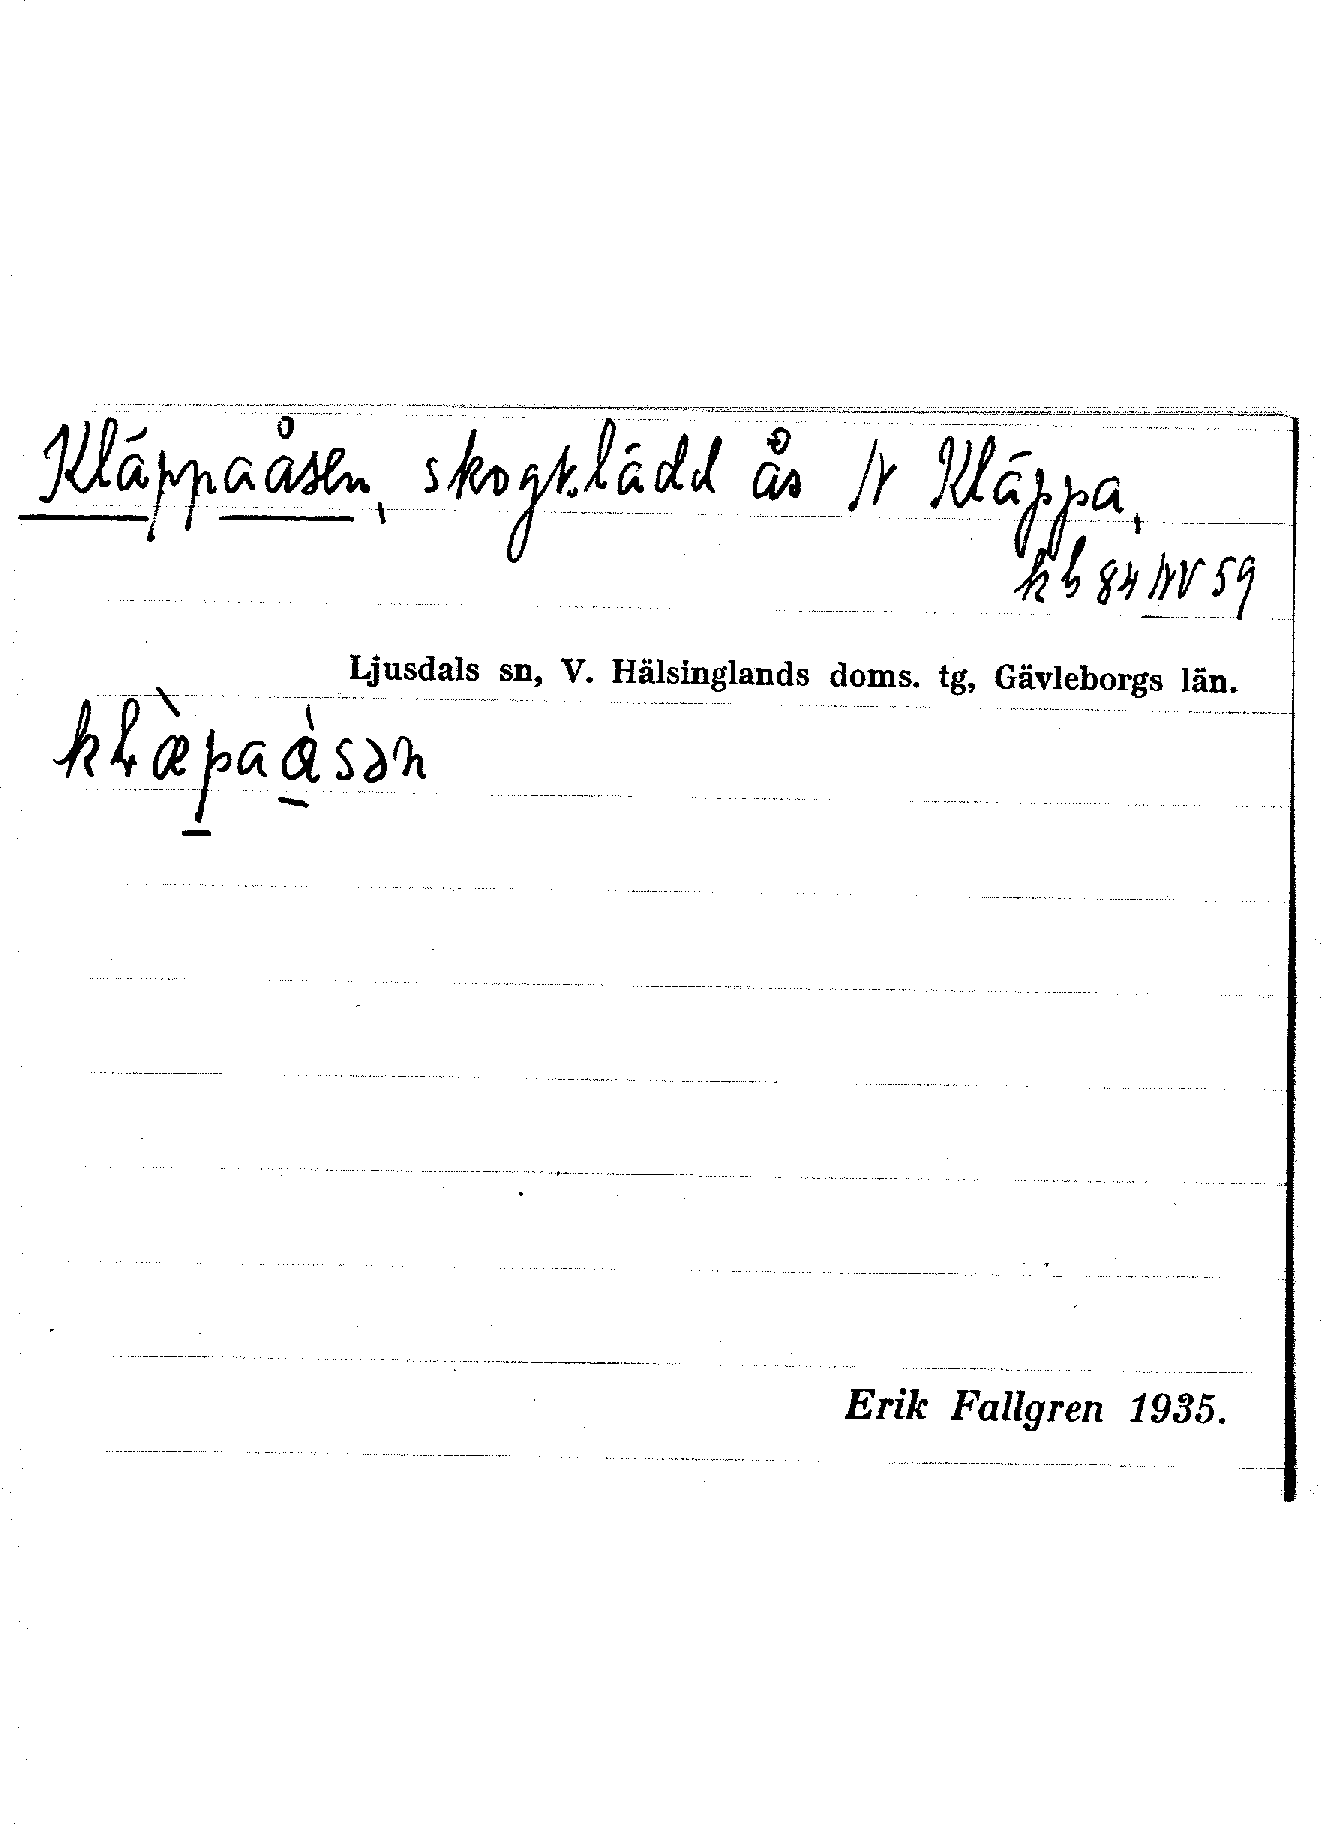 Kläppaåsen, skogklädd ås N Kläppa,
kb 84 NV 59
Ljusdals sn, V. Hälsinglands doms. tg, Gävleborgs län.
Erik Fallgren 1935.